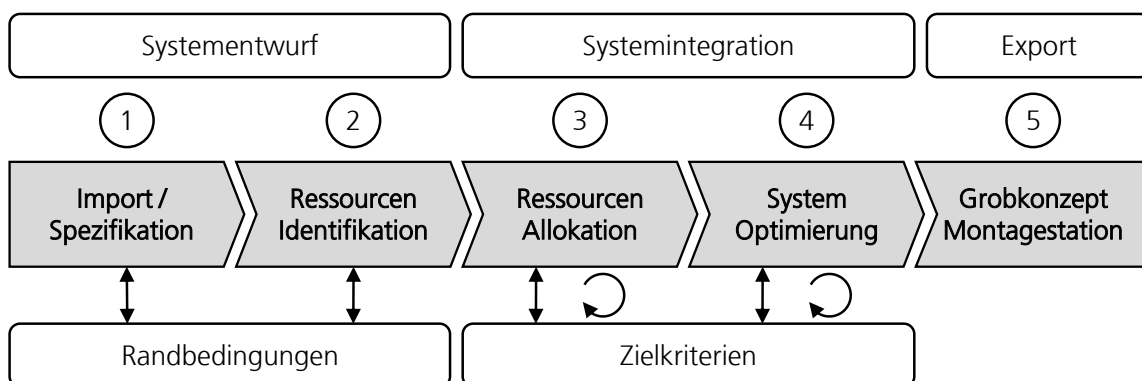 Systementwurf
Systemintegration
Export
1
2
3
4
5
Import /
Spezifikation
Ressourcen
Identifikation
Ressourcen
Allokation
System
Optimierung
Grobkonzept
Montagestation
Randbedingungen
Zielkriterien